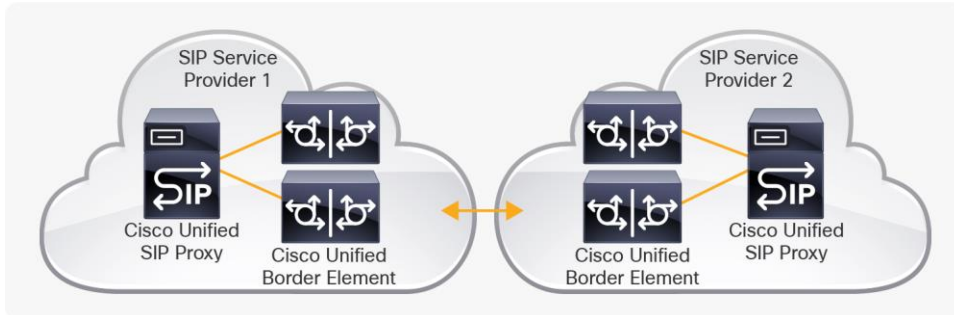 SIP Service
Provider 1
SIP
Cisco Unified
SIP Proxy
Cisco Unified
Border Element
SIP Service
Provider 2
SIP
Cisco Unified
Border Element
Cisco Unified
SIP Proxy